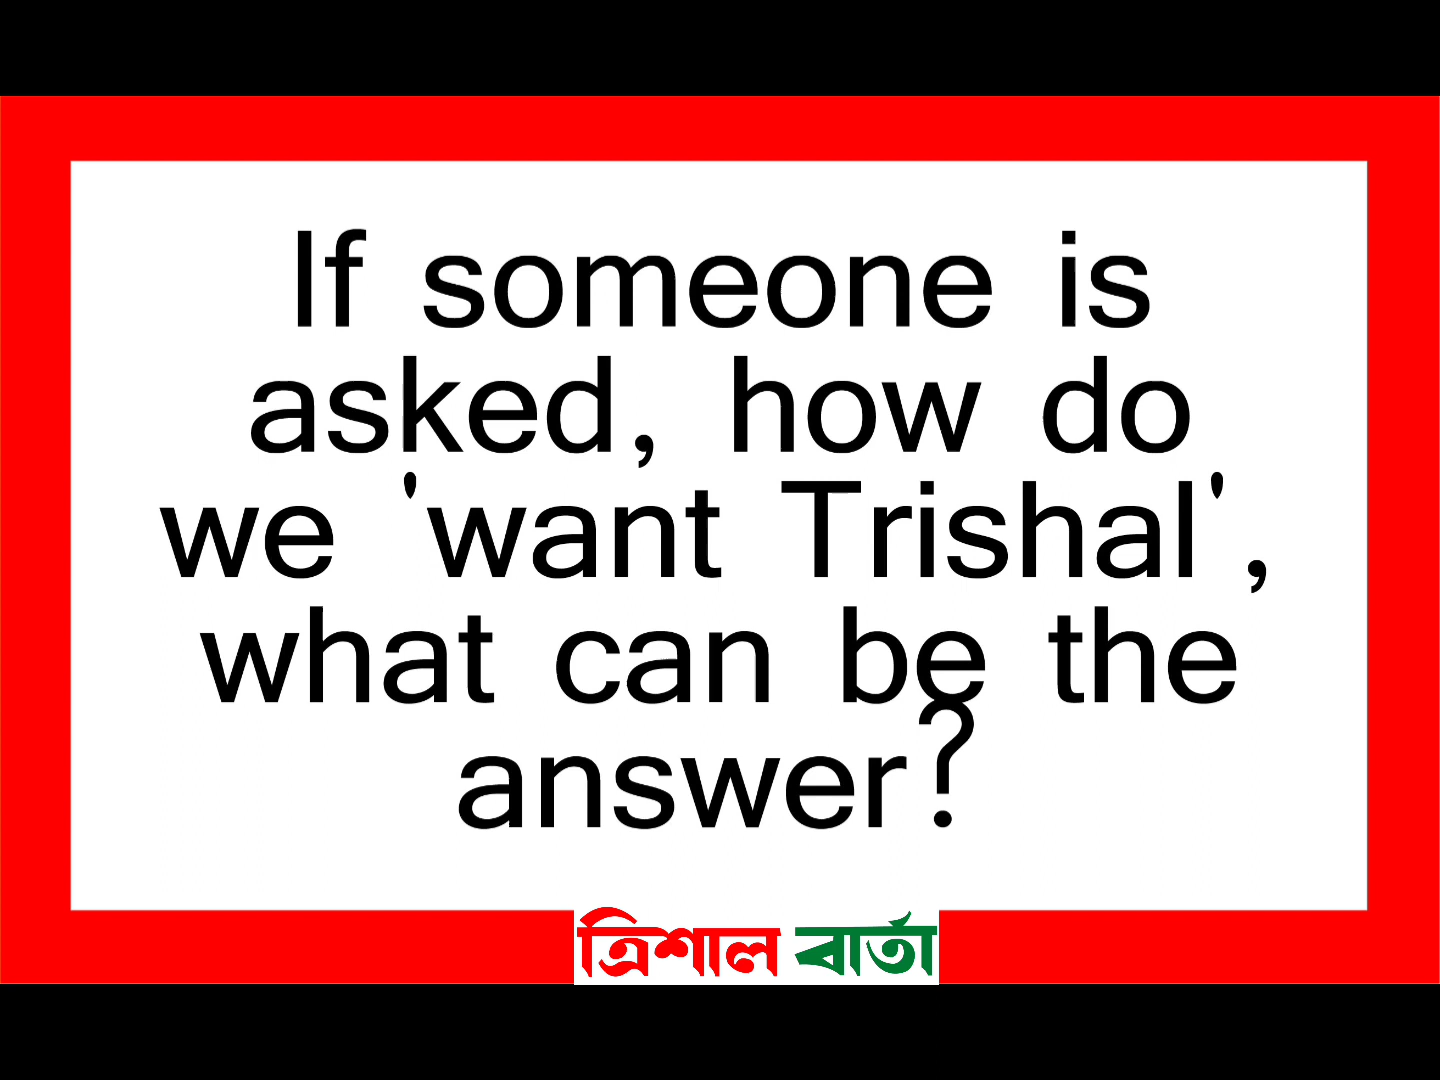 If someone is
asked, how do
we 'want Trishal',
what can be the
answer?
ত্রিশাল বার্তা